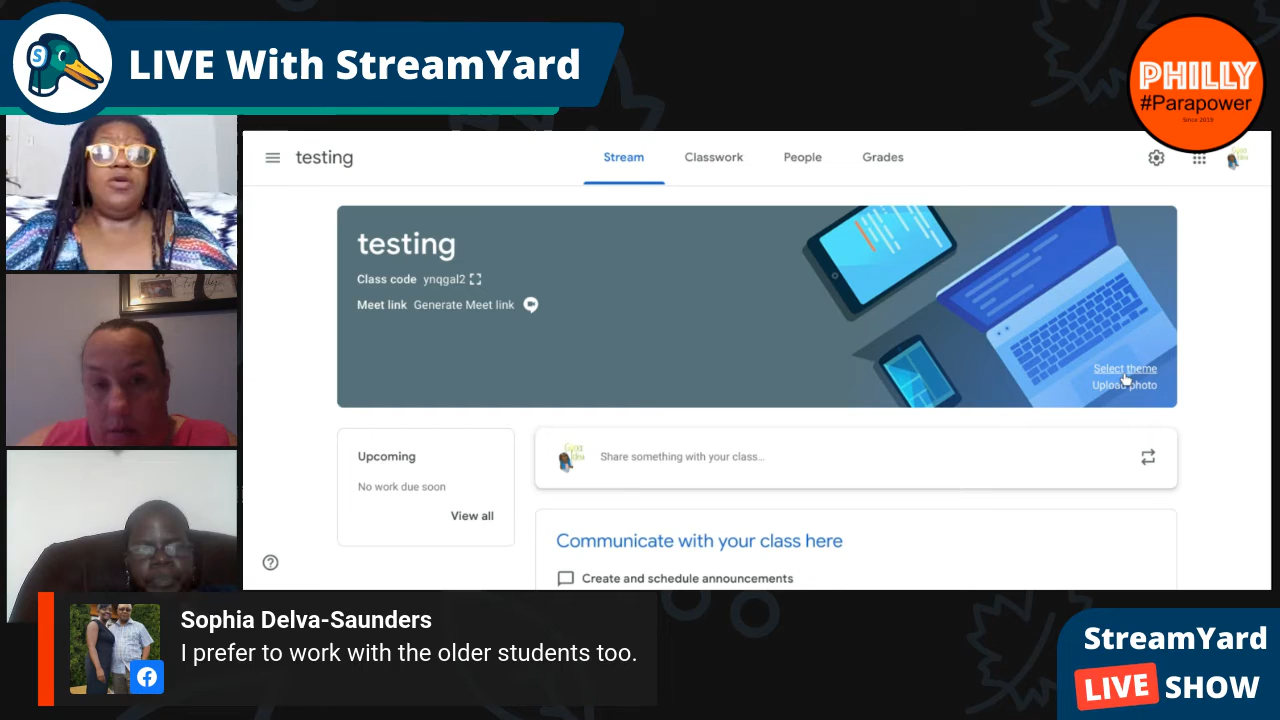 LIVE With StreamYard
PHILLY
#Parapower
Since 2019
testing
Stream
Classwork
People
Grades
testing
Class code ynqgal2
Meet link Generate Meet link
Select theme
Upload photo
Upcoming
No work due soon
View all
Share something with your class...
Communicate with your class here
Create and schedule announcements
Sophia Delva-Saunders
I prefer to work with the older students too.
StreamYard
LIVE SHOW